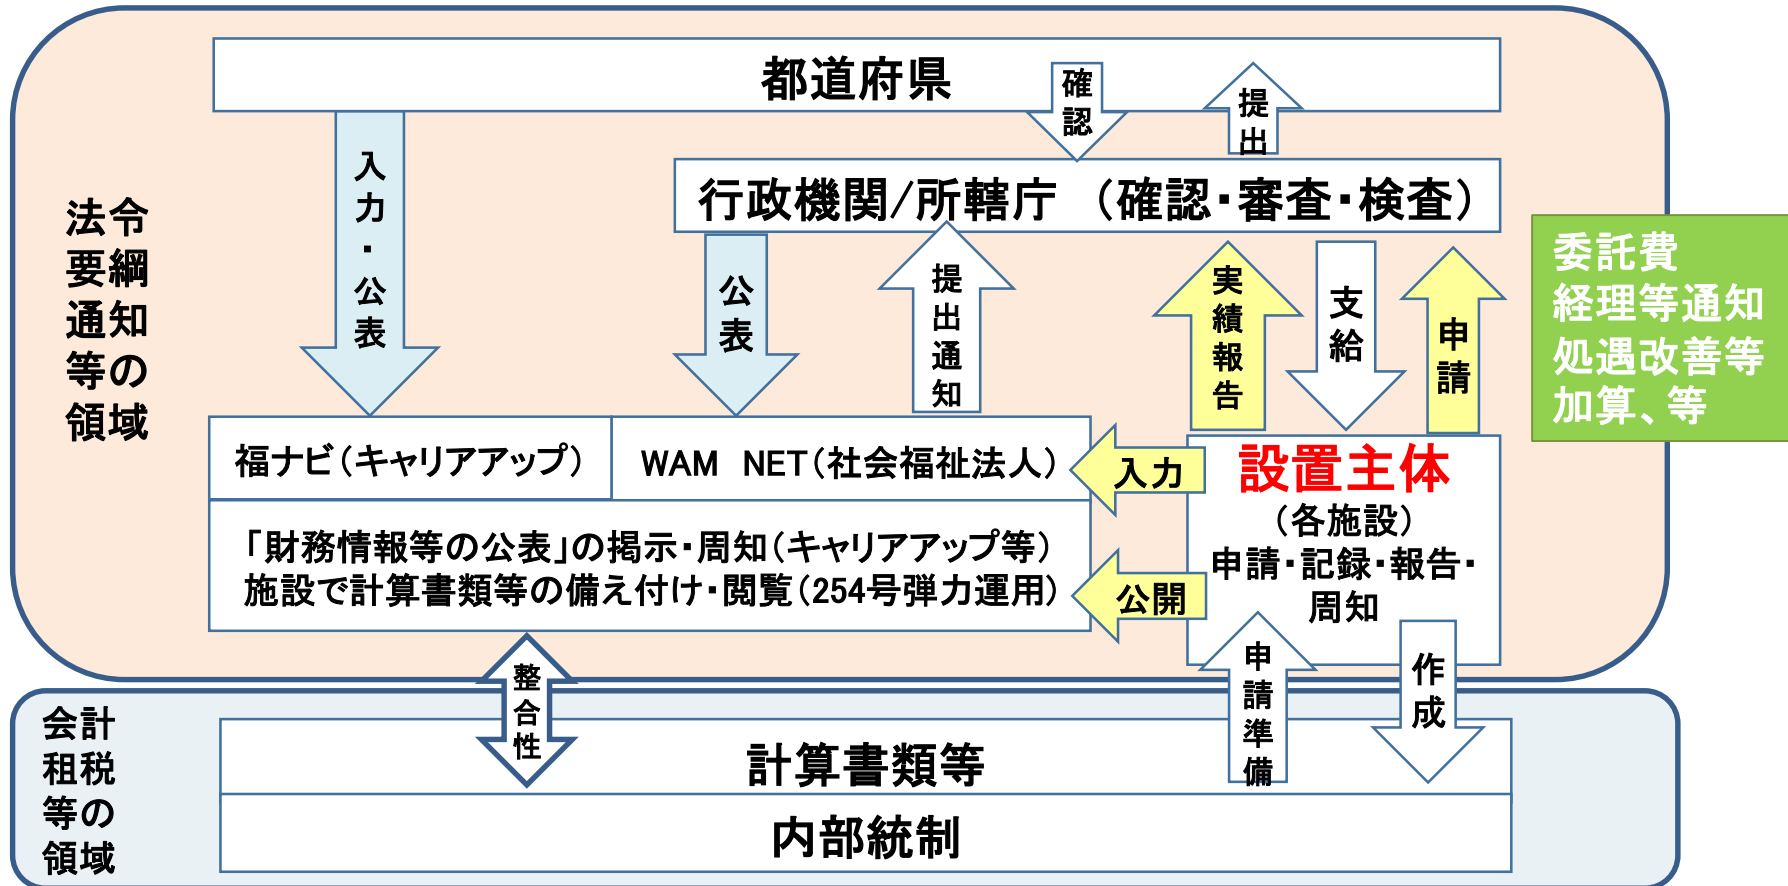 都道府県
確認
提出
行政機関/所轄庁 (確認・審査・検査)
法令
要綱
通知
等の
領域
入力・公表
公表
提出通知
実績報告
支給
申請
委託費
経理等通知
処遇改善等
加算、等
福ナビ(キャリアアップ)
WAM NET(社会福祉法人)
入力
設置主体
(各施設)
申請・記録・報告・
周知
「財務情報等の公表」の掲示・周知(キャリアアップ等)
施設で計算書類等の備え付け・閲覧(254号弾力運用)
公開
整合性
申請準備
作成
会計
租税
等の
領域
計算書類等
内部統制